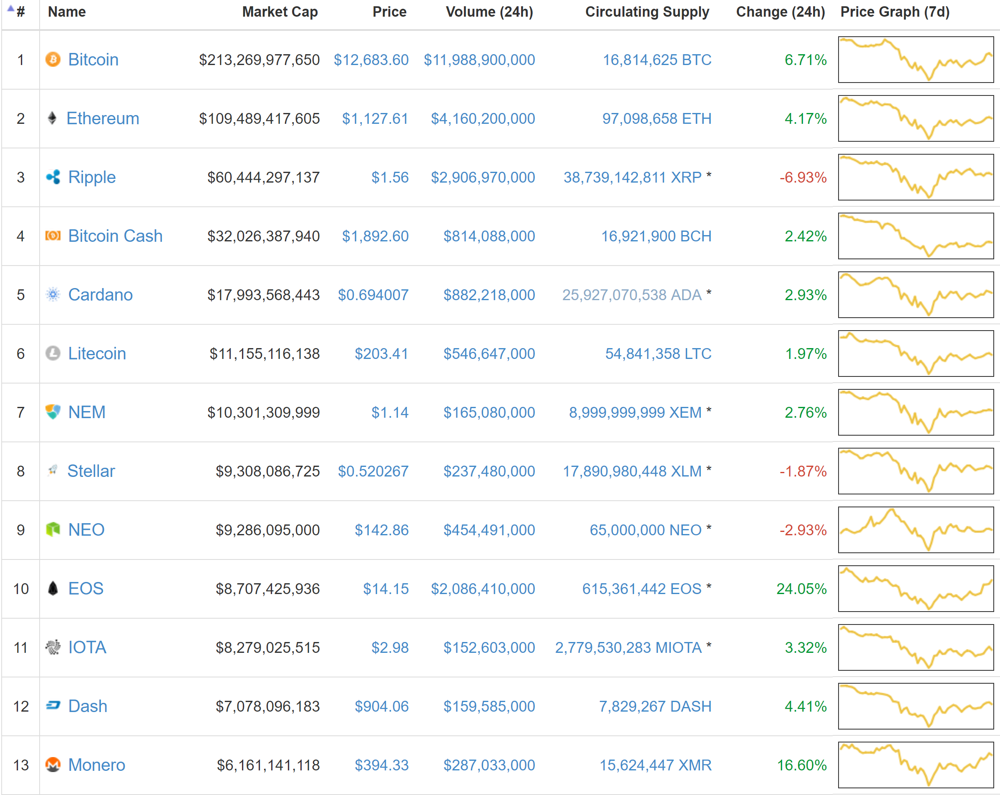 # Name Market Cap Price Volume (24h) Circulating Supply Change (24h) Price Graph (7d)
1 Bitcoin $213,269,977,650 $12,683.60 $11,988,900,000 16,814,625 BTC 6.71%
2 Ethereum $109,489,417,605 $1,127.61 $4,160,200,000 97,098,658 ETH 4.17%
3 Ripple $60,444,297,137 $1.56 $2,906,970,000 38,739,142,811 XRP * -6.93%
4 Bitcoin Cash $32,026,387,940 $1,892.60 $814,088,000 16,921,900 BCH 2.42%
5 Cardano $17,993,568,443 $0.694007 $882,218,000 25,927,070,538 ADA * 2.93%
6 Litecoin $11,155,116,138 $203.41 $546,647,000 54,841,358 LTC 1.97%
7 NEM $10,301,309,999 $1.14 $165,080,000 8,999,999,999 XEM * 2.76%
8 Stellar $9,308,086,725 $0.520267 $237,480,000 17,890,980,448 XLM * -1.87%
9 NEO $9,286,095,000 $142.86 $454,491,000 65,000,000 NEO * -2.93%
10 EOS $8,707,425,936 $14.15 $2,086,410,000 615,361,442 EOS * 24.05%
11 IOTA $8,279,025,515 $2.98 $152,603,000 2,779,530,283 MIOTA * 3.32%
12 Dash $7,078,096,183 $904.06 $159,585,000 7,829,267 DASH 4.41%
13 Monero $6,161,141,118 $394.33 $287,033,000 15,624,447 XMR 16.60%